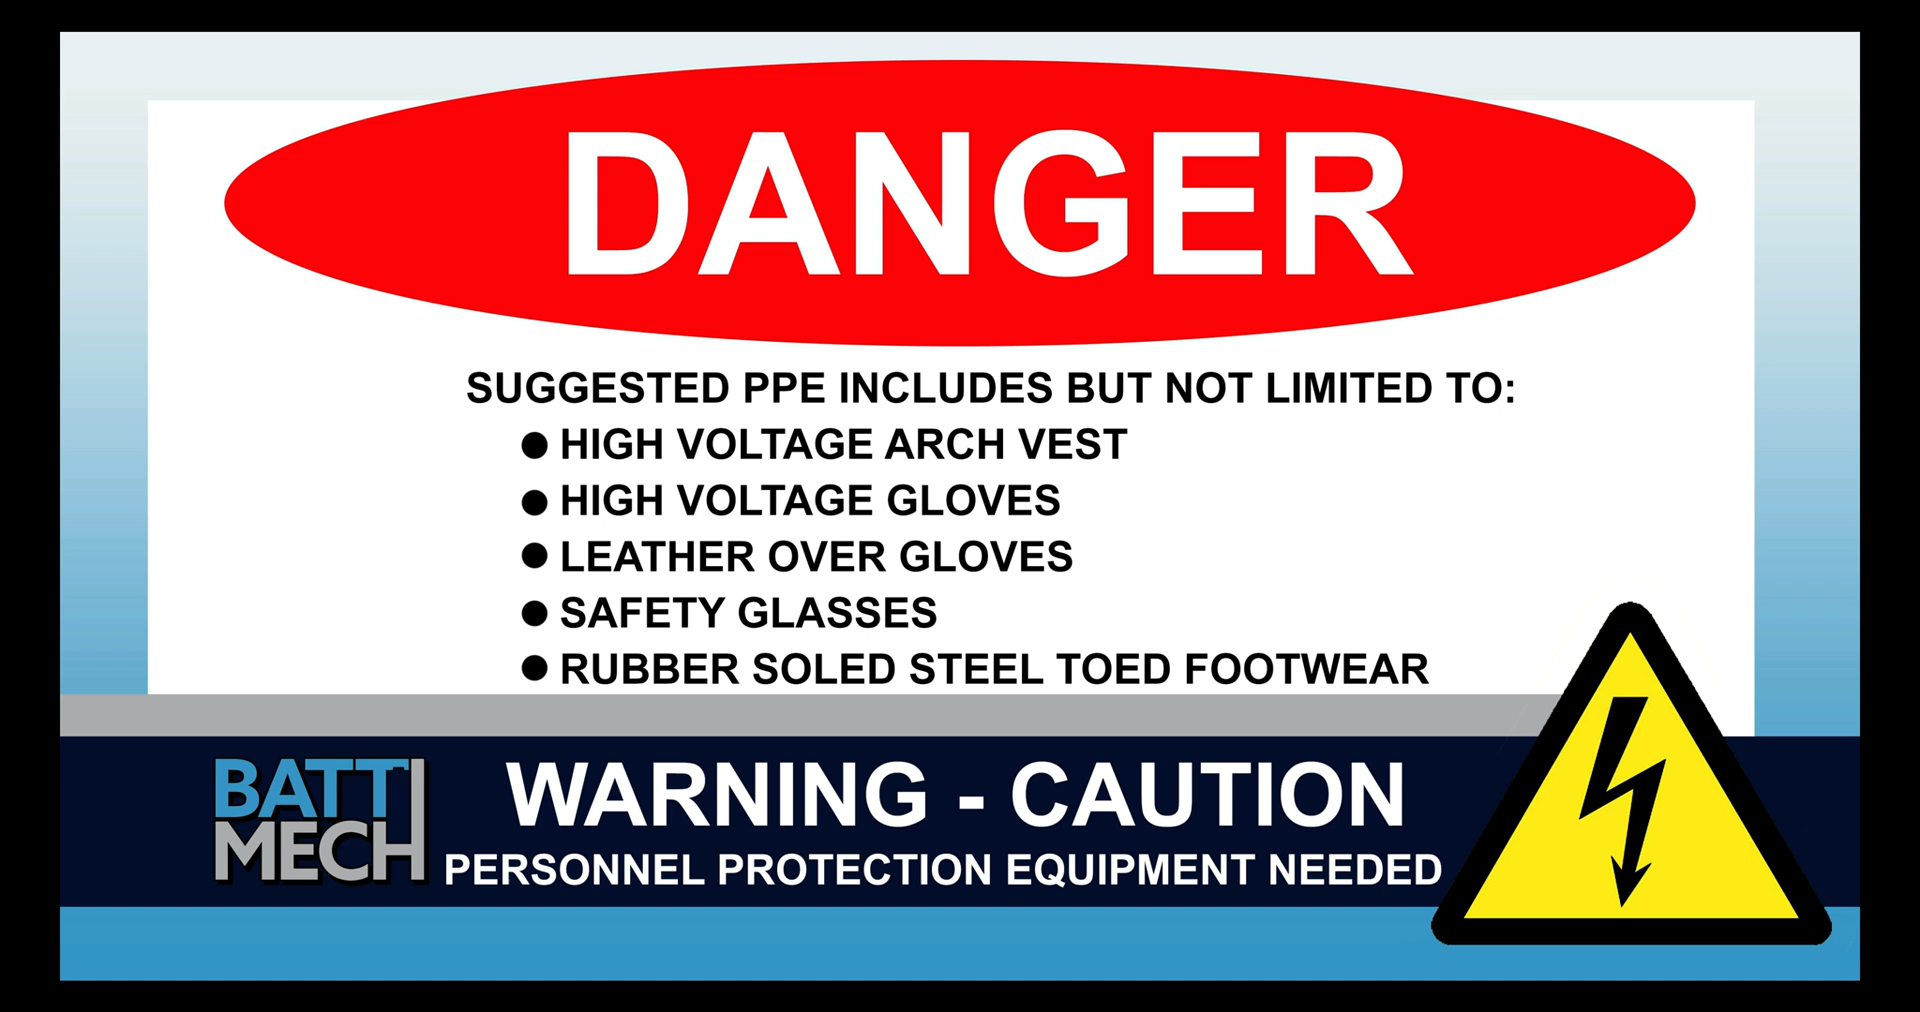 DANGER
SUGGESTED PPE INCLUDES BUT NOT LIMITED TO:
● HIGH VOLTAGE ARCH VEST
● HIGH VOLTAGE GLOVES
● LEATHER OVER GLOVES
● SAFETY GLASSES
● RUBBER SOLED STEEL TOED FOOTWEAR
BATTI
MECH
WARNING - CAUTION
PERSONNEL PROTECTION EQUIPMENT NEEDED